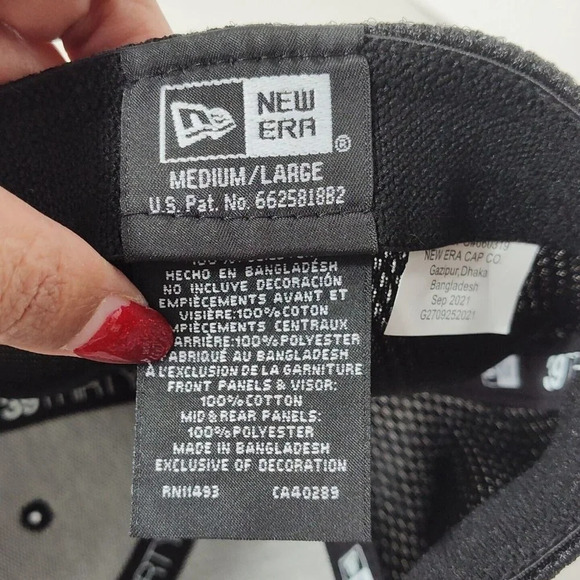 NEW
ERA®
MEDIUM/LARGE
U.S. Pat. No. 6625818B2
HECHO EN BANGLADESH
NO INCLUYE DECORACIÓN
EMPIÈCEMENTS AVANT ET
VISIÈRE:100%COTON
EMPIÈCEMENTS CENTRAUX
ARRIÈRE:100%POLYESTER
FABRIQUÉ AU BANGLADESH
À L'EXCLUSION DE LA GARNITURE
FRONT PANELS & VISOR:
100%COTTON
MID&REAR PANELS:
100%POLYESTER
MADE IN BANGLADESH
EXCLUSIVE OF DECORATION
RN11493 CA40289
NEW ERA CAP CO.
Gazipur,Dhaka
Bangladesh
Sep 2021
G2709252021
39